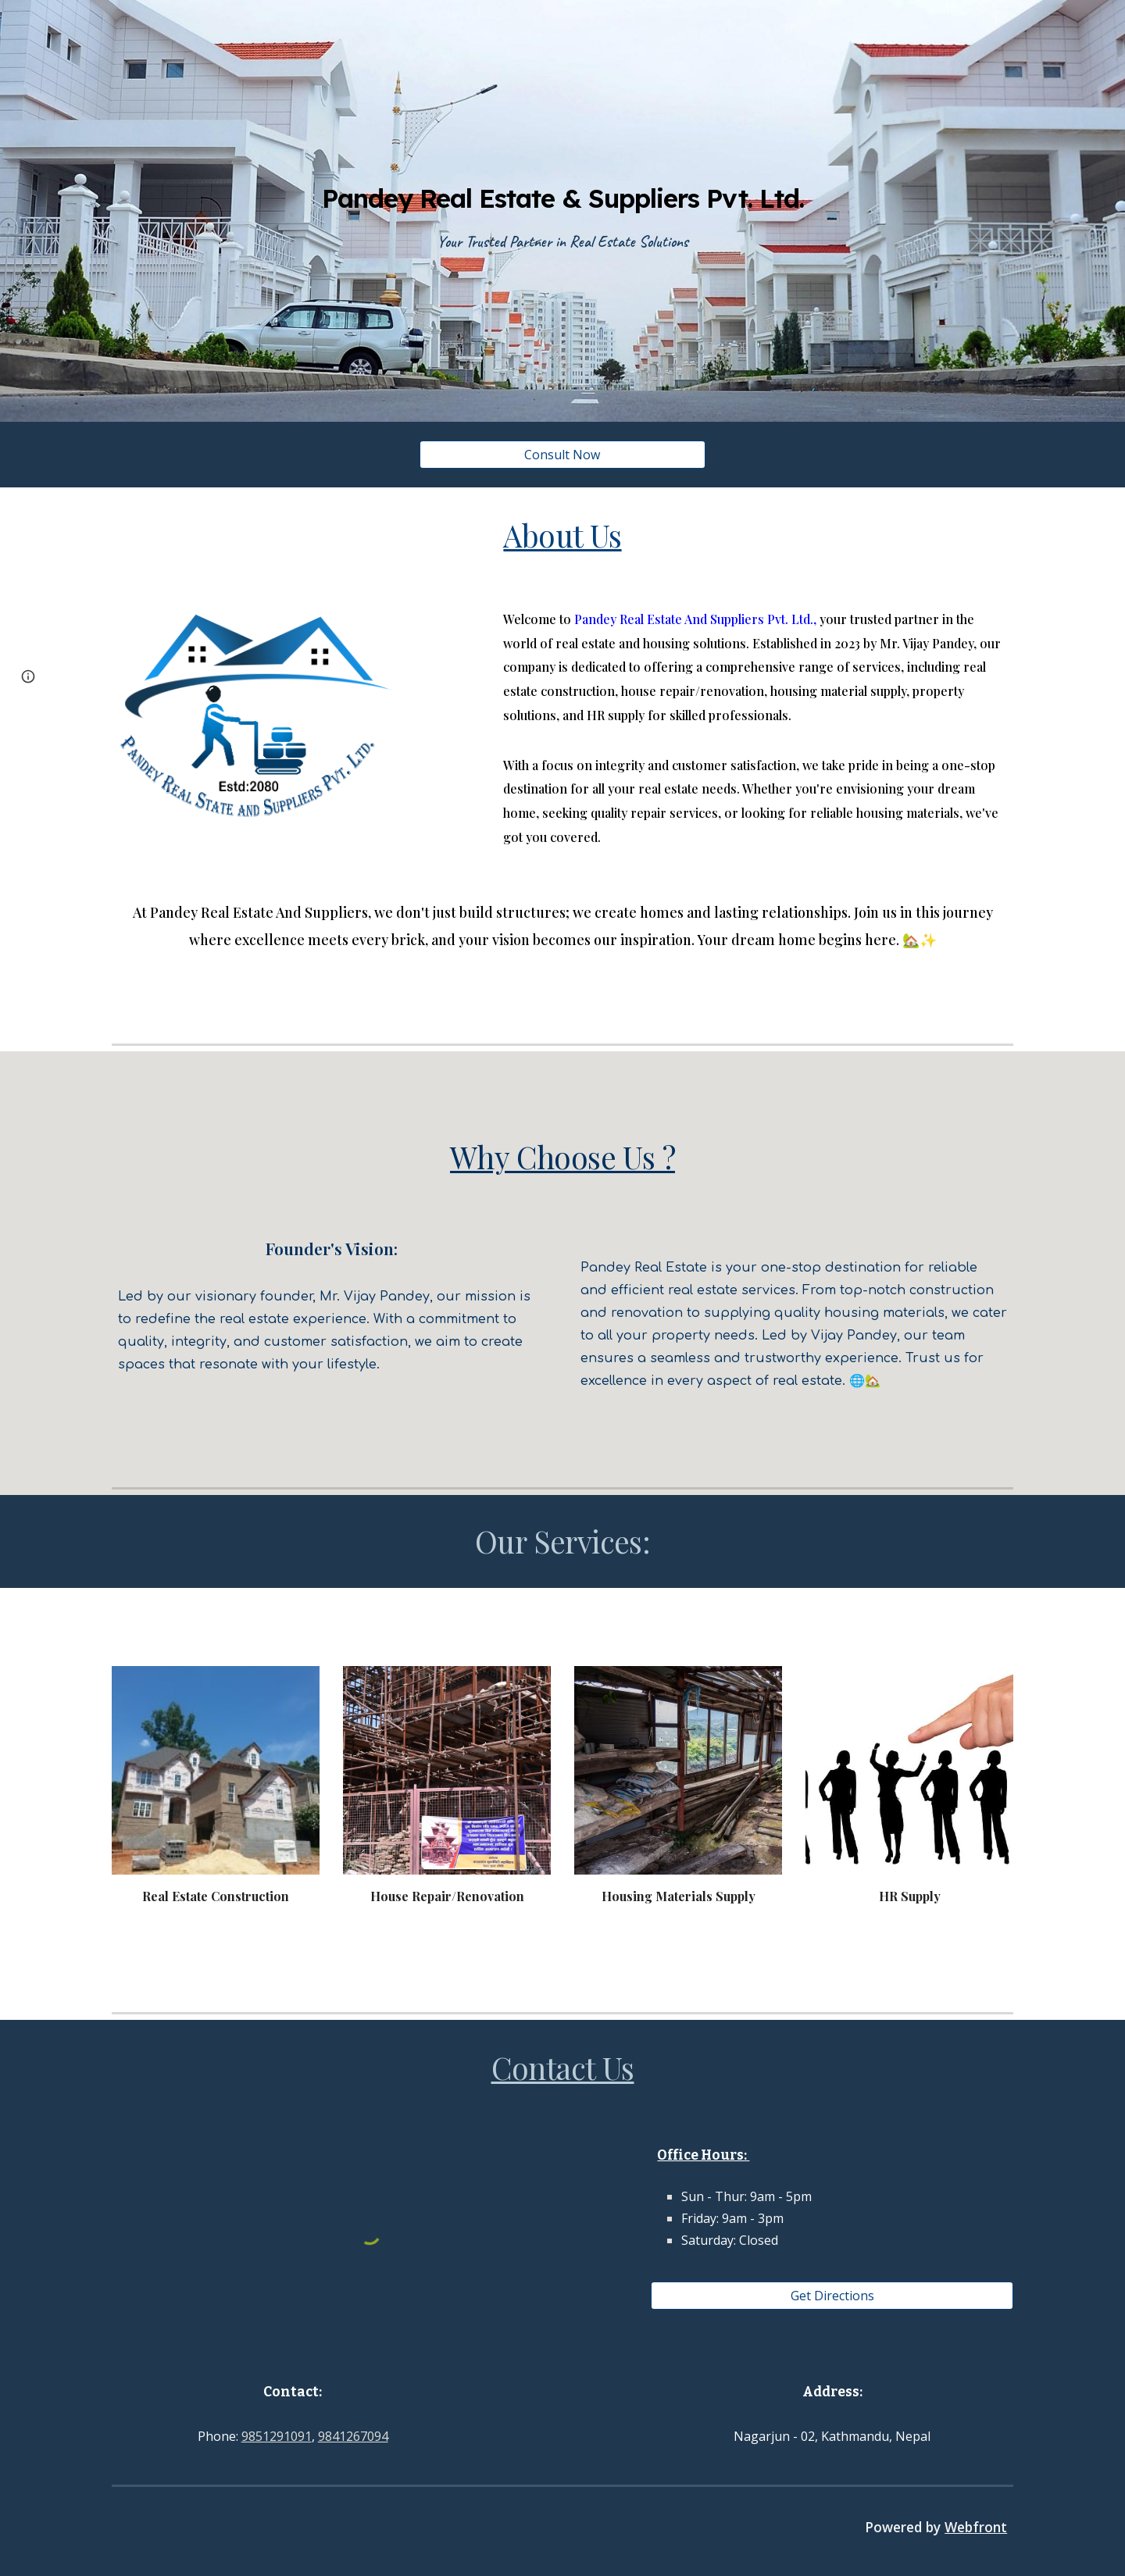 Pandey Real Estate & Suppliers Pvt. Ltd.
Your Trusted Partner in Real Estate Solutions
Consult Now
About Us
PANDEY REAL STATE AND SUPPLIERS PVT. LTD.
Estd:2080
Welcome to Pandey Real Estate And Suppliers Pvt. Ltd., your trusted partner in the
world of real estate and housing solutions. Established in 2023 by Mr. Vijay Pandey, our
company is dedicated to offering a comprehensive range of services, including real
estate construction, house repair/renovation, housing material supply, property
solutions, and HR supply for skilled professionals.
With a focus on integrity and customer satisfaction, we take pride in being a one-stop
destination for all your real estate needs. Whether you're envisioning your dream
home, seeking quality repair services, or looking for reliable housing materials, we've
got you covered.
At Pandey Real Estate And Suppliers, we don't just build structures; we create homes and lasting relationships. Join us in this journey
where excellence meets every brick, and your vision becomes our inspiration. Your dream home begins here. 🏡✨
Why Choose Us ?
Founder's Vision:
Led by our visionary founder, Mr. Vijay Pandey, our mission is
to redefine the real estate experience. With a commitment to
quality, integrity, and customer satisfaction, we aim to create
spaces that resonate with your lifestyle.
Pandey Real Estate is your one-stop destination for reliable
and efficient real estate services. From top-notch construction
and renovation to supplying quality housing materials, we cater
to all your property needs. Led by Vijay Pandey, our team
ensures a seamless and trustworthy experience. Trust us for
excellence in every aspect of real estate. 🌐🏡
Our Services:
Real Estate Construction
House Repair/Renovation
Housing Materials Supply
HR Supply
Contact Us
Office Hours:
▪ Sun - Thur: 9am - 5pm
▪ Friday: 9am - 3pm
▪ Saturday: Closed
Get Directions
Contact:
Phone: 9851291091, 9841267094
Address:
Nagarjun - 02, Kathmandu, Nepal
Powered by Webfront